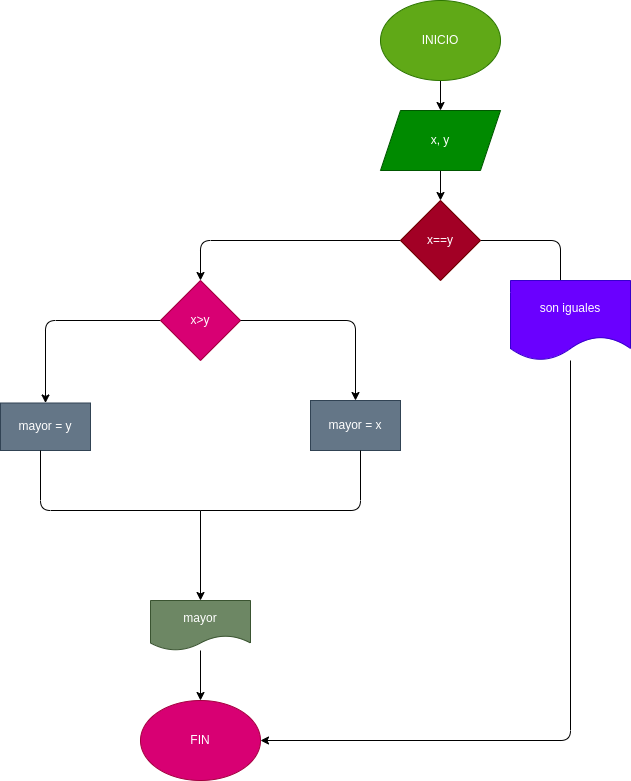 INICIO
x, y
x==y
son iguales
x>y
mayor = y
mayor = x
mayor
FIN